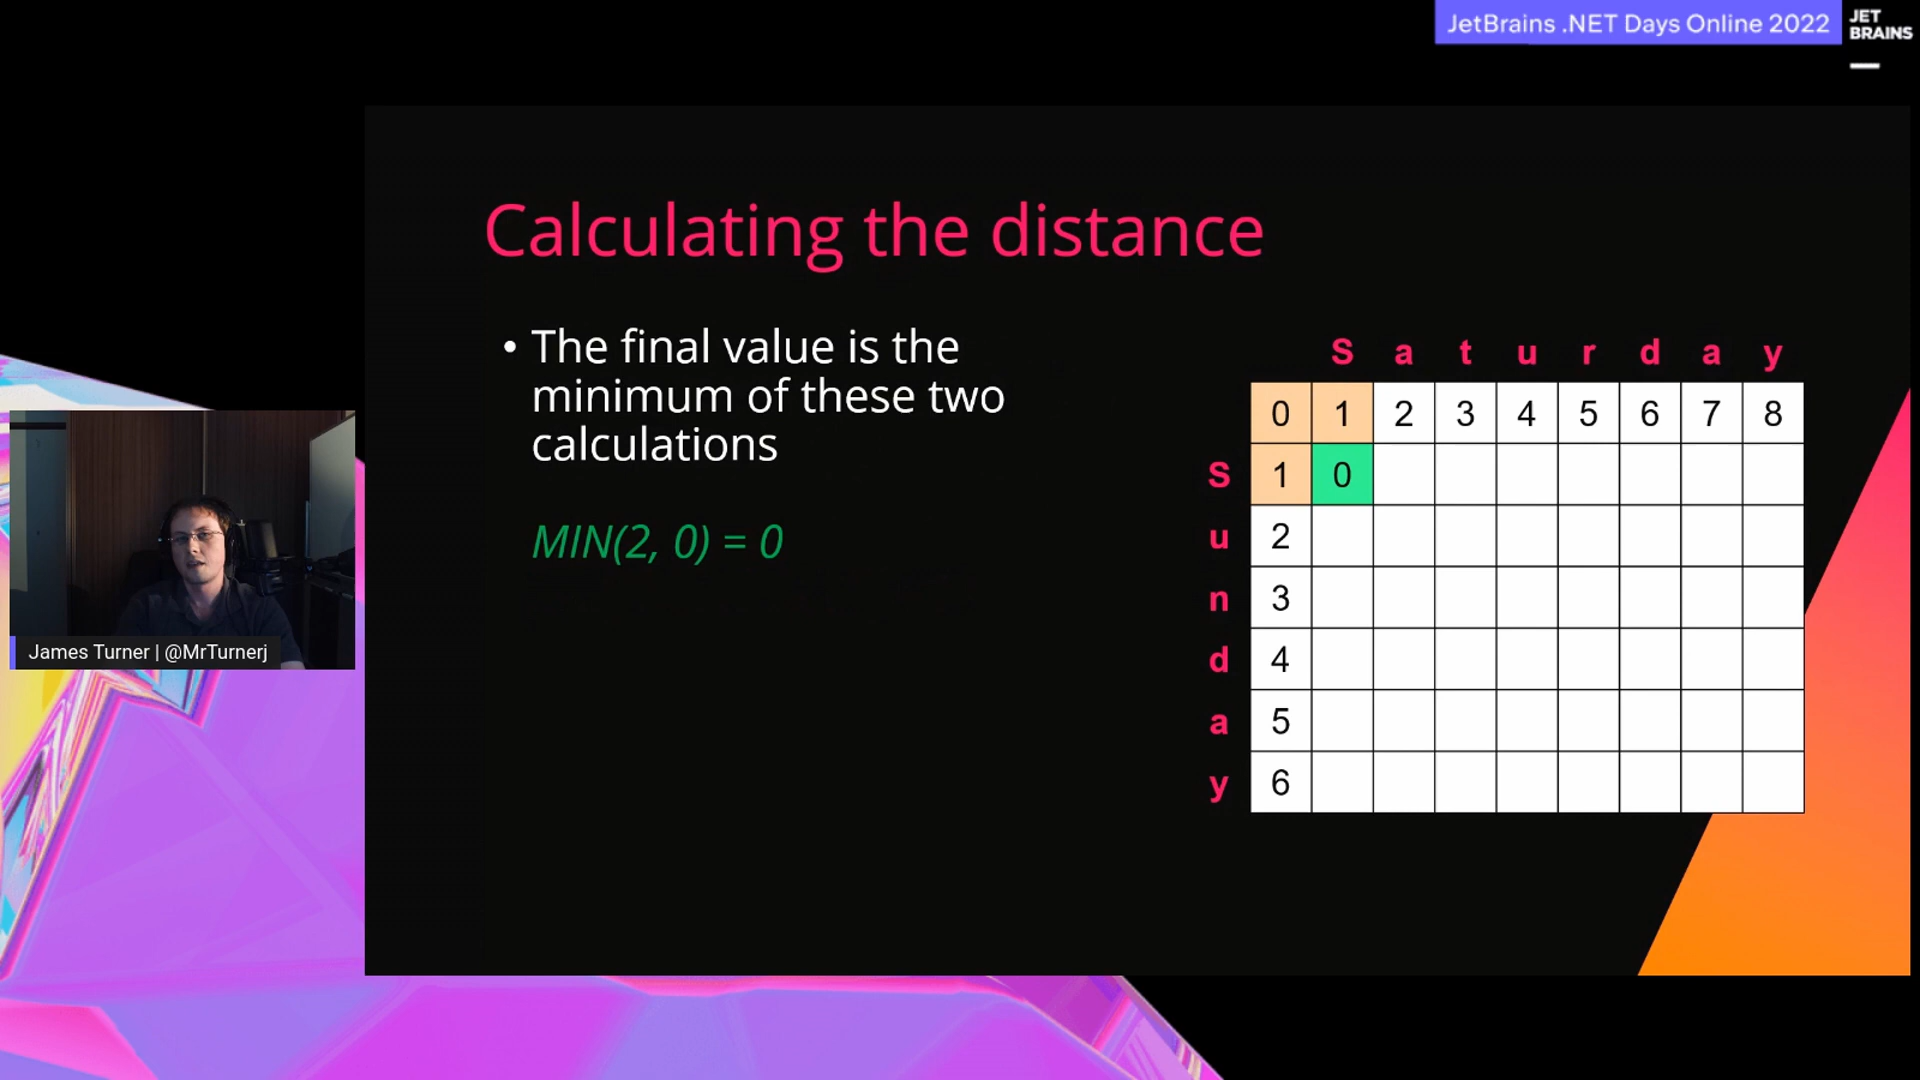 JetBrains .NET Days Online 2022
JET
BRAINS
Calculating the distance
• The final value is the
minimum of these two
calculations
MIN(2, 0) = 0
S a t u r d a y
0 1 2 3 4 5 6 7 8
S 1 0
u 2
n 3
d 4
a 5
y 6
James Turner | @MrTurnerj